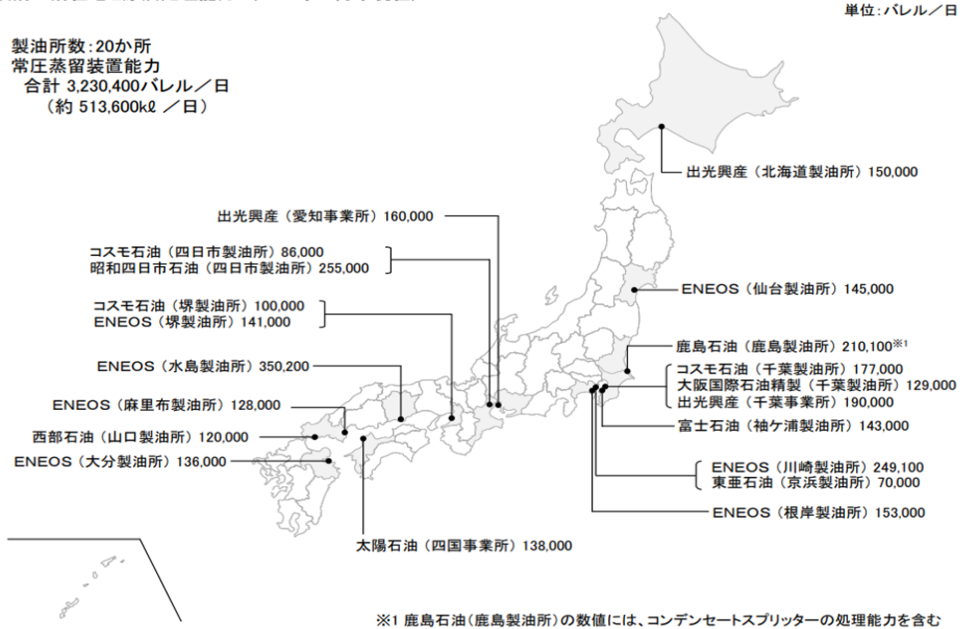 単位:バレル／日
製油所数:20か所
常圧蒸留装置能力
合計 3,230,400バレル／日
(約 513,600kℓ ／日)
出光興産 (北海道製油所) 150,000
出光興産 (愛知事業所) 160,000
コスモ石油 (四日市製油所) 86,000
昭和四日市石油 (四日市製油所) 255,000
コスモ石油 (堺製油所) 100,000
ENEOS (堺製油所) 141,000
ENEOS (水島製油所) 350,200
ENEOS (麻里布製油所) 128,000
西部石油 (山口製油所) 120,000
ENEOS (大分製油所) 136,000
太陽石油 (四国事業所) 138,000
ENEOS (仙台製油所) 145,000
鹿島石油 (鹿島製油所) 210,100※1
コスモ石油 (千葉製油所) 177,000
大阪国際石油精製 (千葉製油所) 129,000
出光興産 (千葉事業所) 190,000
富士石油 (袖ケ浦製油所) 143,000
ENEOS (川崎製油所) 249,100
東亜石油 (京浜製油所) 70,000
ENEOS (根岸製油所) 153,000
※1 鹿島石油(鹿島製油所)の数値には、コンデンセートスプリッターの処理能力を含む